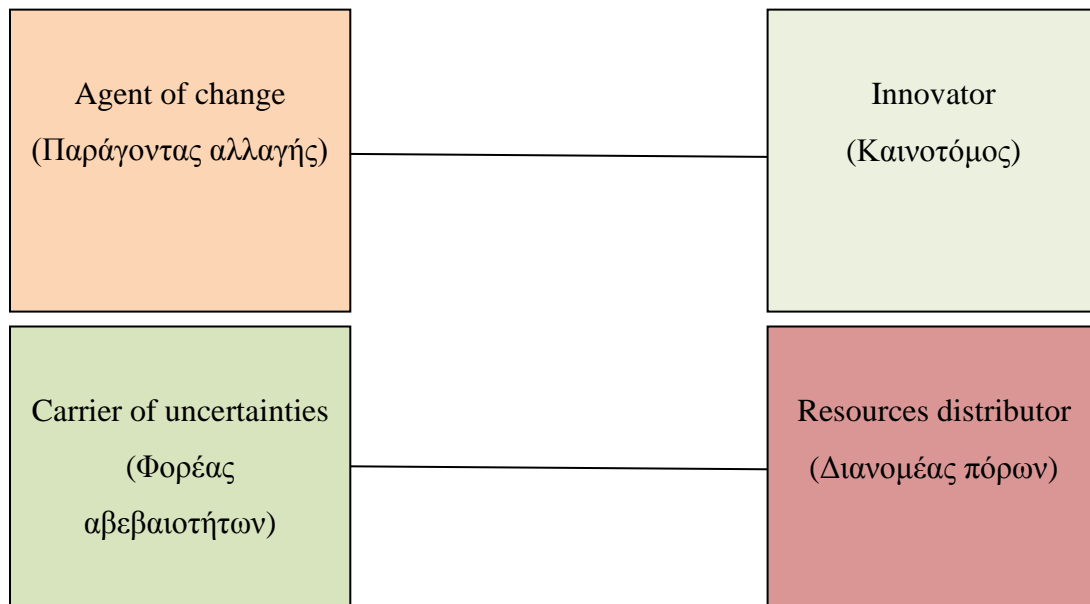 Agent of change
(Παράγοντας αλλαγής)
Innovator
(Καινοτόμος)
Carrier of uncertainties
(Φορέας
αβεβαιοτήτων)
Resources distributor
(Διανομέας πόρων)